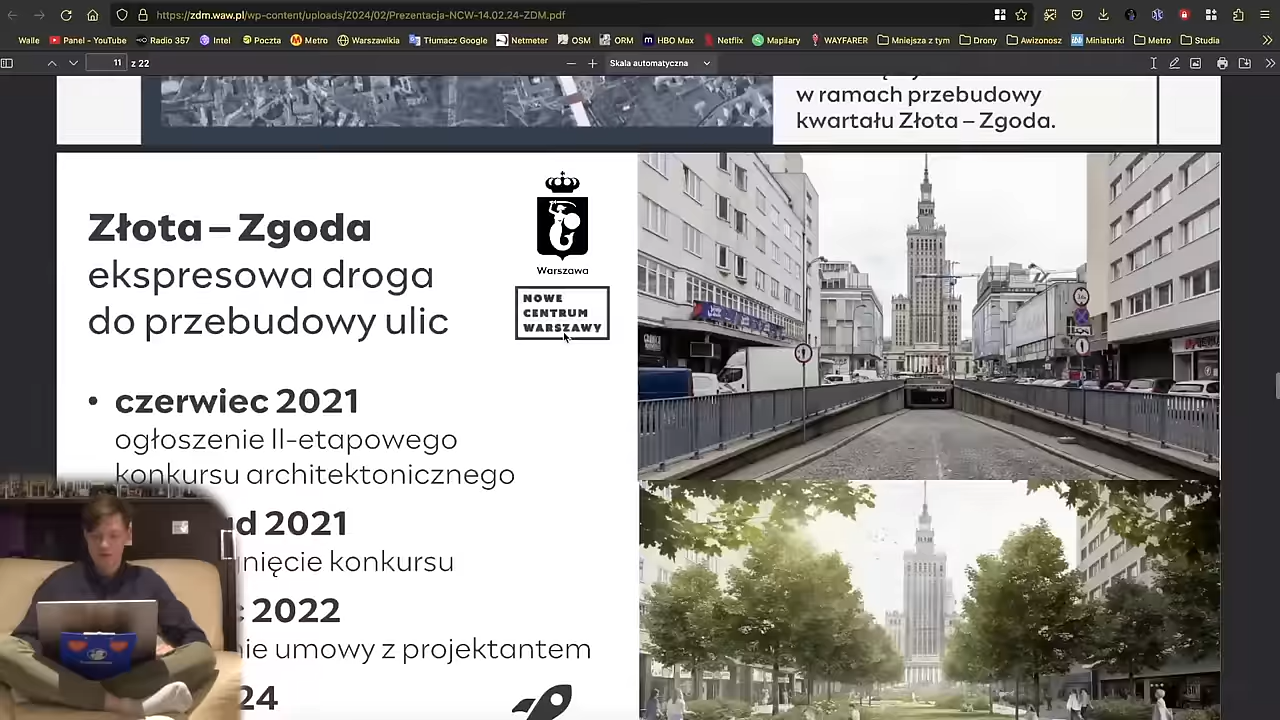 https://zdm.waw.pl/wp-content/uploads/2024/02/Prezentacja-NCW-14.02.24-ZDM.pdf
Walle Panel - YouTube Radio 357 Intel Poczta Metro Warszawikia Tłumacz Google Netmeter OSM ORM HBO Max Netflix Mapilary WAYFARER Mniejsza z tym Drony Awizonosz Miniaturki Metro Studia
11 z 22
Skala automatyczna
w ramach przebudowy
kwartału Złota – Zgoda.
Złota – Zgoda
ekspresowa droga
do przebudowy ulic
Warszawa
NOWE
CENTRUM
WARSZAWY
• czerwiec 2021
ogłoszenie II-etapowego
konkursu architektonicznego
d 2021
nięcie konkursu
2022
nie umowy z projektantem
24